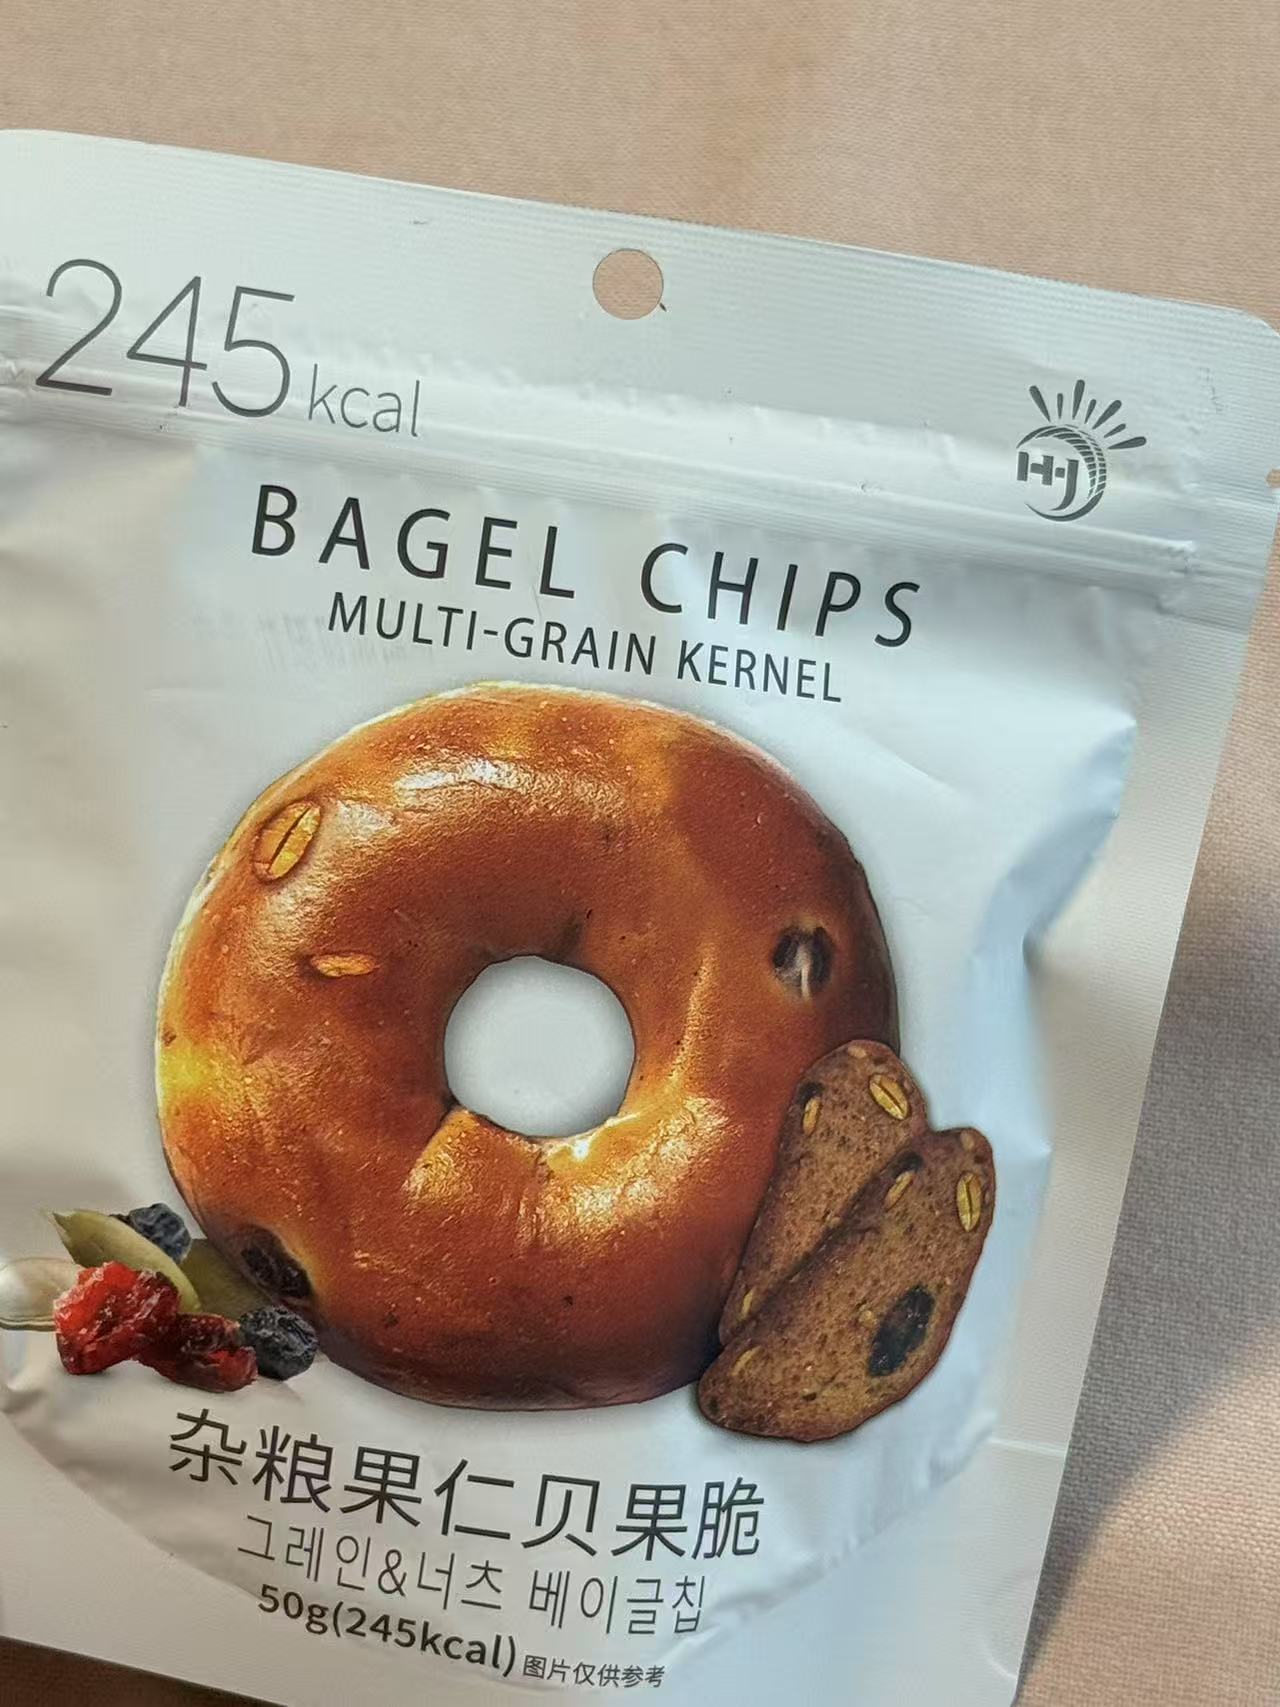 245kcal
HJ
BAGEL CHIPS
MULTI-GRAIN KERNEL
杂粮果仁贝果脆
그레인&너츠 베이글칩
50g(245kcal) 图片仅供参考